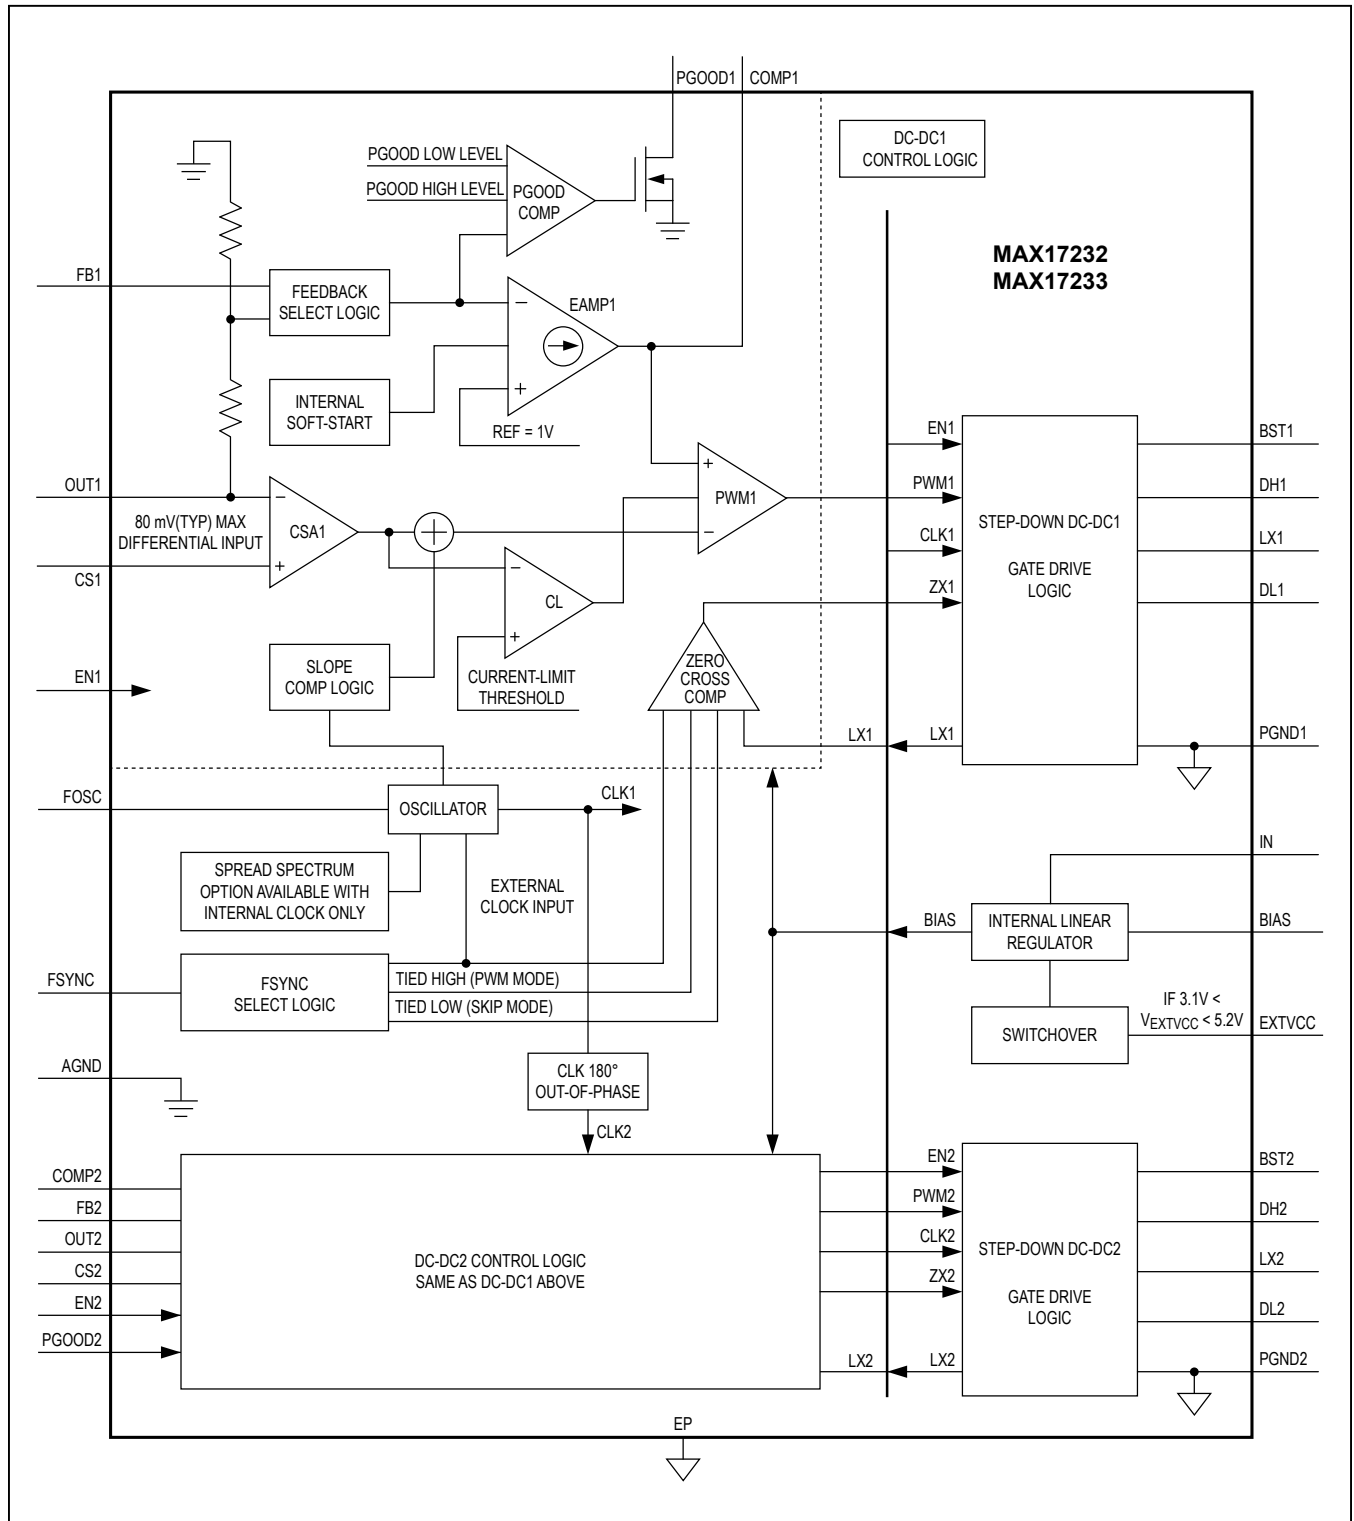 PGOOD1
COMP1
DC-DC1
CONTROL LOGIC
PGOOD LOW LEVEL
PGOOD HIGH LEVEL
PGOOD
COMP
MAX17232
MAX17233
FB1
FEEDBACK
SELECT LOGIC
−
EAMP1
+
INTERNAL
SOFT-START
REF = 1V
EN1
BST1
OUT1
−
+
PWM1
−
PWM1
DH1
80 mV(TYP) MAX
DIFFERENTIAL INPUT
CSA1
+
+
STEP-DOWN DC-DC1
GATE DRIVE
LOGIC
CLK1
LX1
CS1
−
CL
+
ZX1
DL1
SLOPE
COMP LOGIC
CURRENT-LIMIT
THRESHOLD
ZERO
CROSS
COMP
EN1
LX1
LX1
PGND1
FOSC
OSCILLATOR
CLK1
IN
SPREAD SPECTRUM
OPTION AVAILABLE WITH
INTERNAL CLOCK ONLY
EXTERNAL
CLOCK INPUT
BIAS
INTERNAL LINEAR
REGULATOR
BIAS
FSYNC
FSYNC
SELECT LOGIC
TIED HIGH (PWM MODE)
TIED LOW (SKIP MODE)
SWITCHOVER
IF 3.1V <
VEXTVCC < 5.2V
EXTVCC
AGND
CLK 180°
OUT-OF-PHASE
CLK2
COMP2
FB2
OUT2
CS2
EN2
PGOOD2
DC-DC2 CONTROL LOGIC
SAME AS DC-DC1 ABOVE
EN2
PWM2
CLK2
ZX2
LX2
LX2
STEP-DOWN DC-DC2
GATE DRIVE
LOGIC
BST2
DH2
LX2
DL2
PGND2
EP